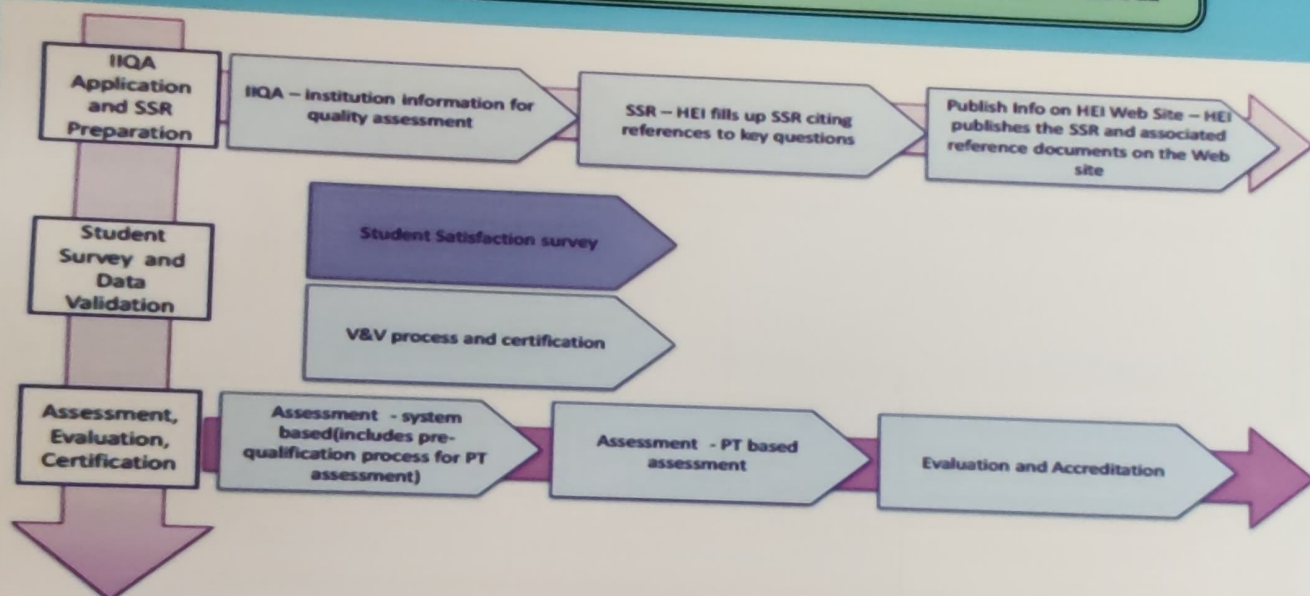 IIQA
Application
and SSR
Preparation
IIQA – institution information for
quality assessment
SSR – HEI fills up SSR citing
references to key questions
Publish Info on HEI Web Site – HEI
publishes the SSR and associated
reference documents on the Web
site
Student
Survey and
Data
Validation
Student Satisfaction survey
V&V process and certification
Assessment,
Evaluation,
Certification
Assessment - system
based(includes pre-
qualification process for PT
assessment)
Assessment - PT based
assessment
Evaluation and Accreditation